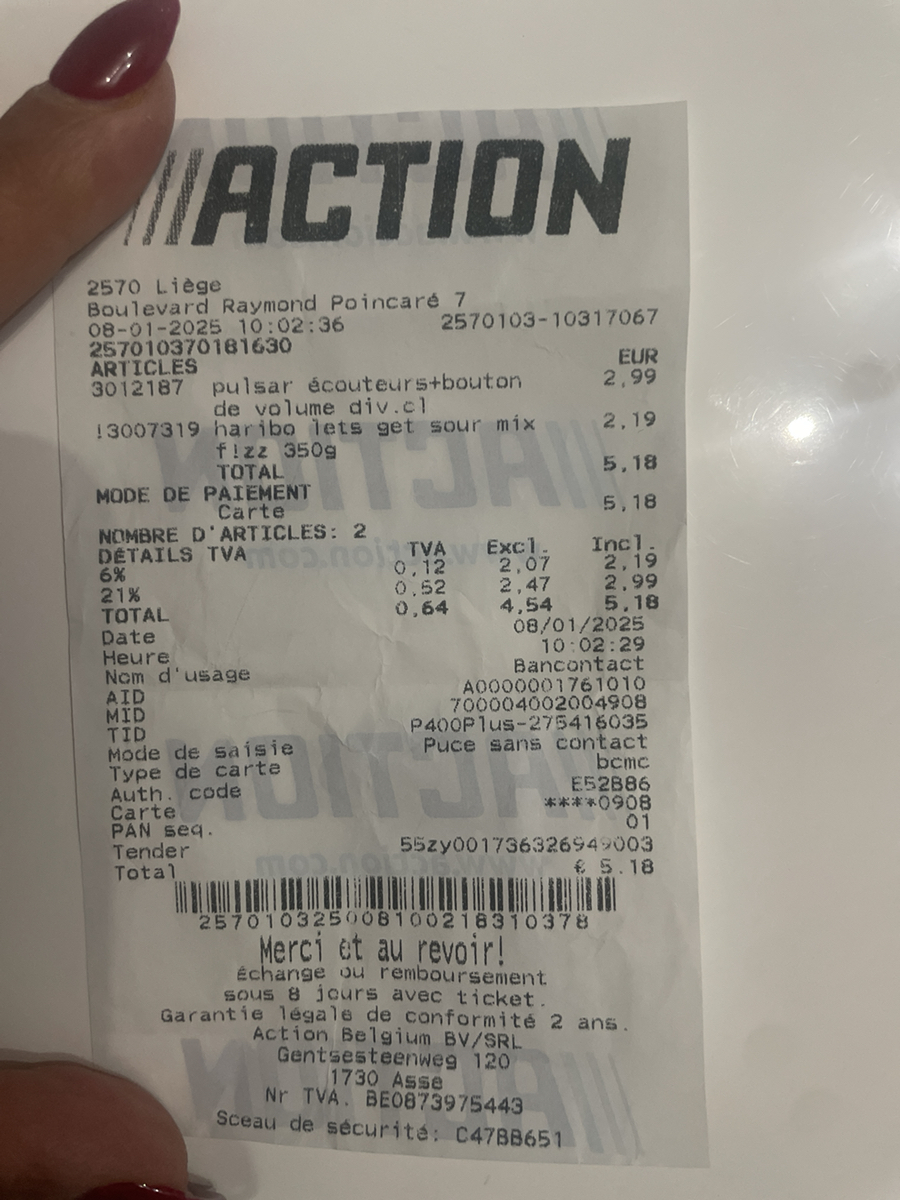 ACTION
2570 Liège
Boulevard Raymond Poincaré 7
08-01-2025 10:02:36 2570103-10317067
257010370181630
ARTICLES EUR
3012187 pulsar écouteurs+bouton 2,99
de volume div.cl
!3007319 haribo lets get sour mix 2,19
f!zz 350g
TOTAL 5,18
MODE DE PAIEMENT
Carte 5,18
NOMBRE D'ARTICLES: 2
DÉTAILS TVA TVA Excl. Incl.
6% 0,12 2,07 2,19
21% 0,52 2,47 2,99
TOTAL 0,64 4,54 5,18
Date 08/01/2025
Heure 10:02:29
Nom d'usage Bancontact
AID A0000001761010
MID 700004002004908
TID P400Plus-275416035
Mode de saisie Puce sans contact
Type de carte bcmc
Auth. code E52B86
Carte ****0908
PAN seq. 01
Tender 55zy001736326949003
Total € 5.18
2570103250081002183 10378
Merci et au revoir!
Échange ou remboursement
sous 8 jours avec ticket.
Garantie légale de conformité 2 ans.
Action Belgium BV/SRL
Gentsesteenweg 120
1730 Asse
Nr TVA. BE0873975443
Sceau de sécurité: C47BB651